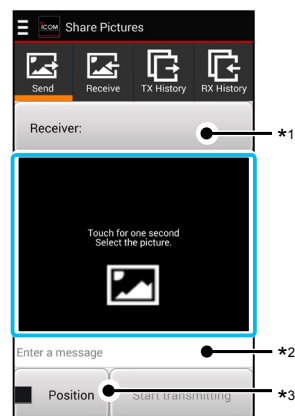 iCOM Share Pictures
Send Receive TX History RX History
Receiver:
*1
Touch for one second
Select the picture.
Enter a message
*2
Position Start transmitting
*3